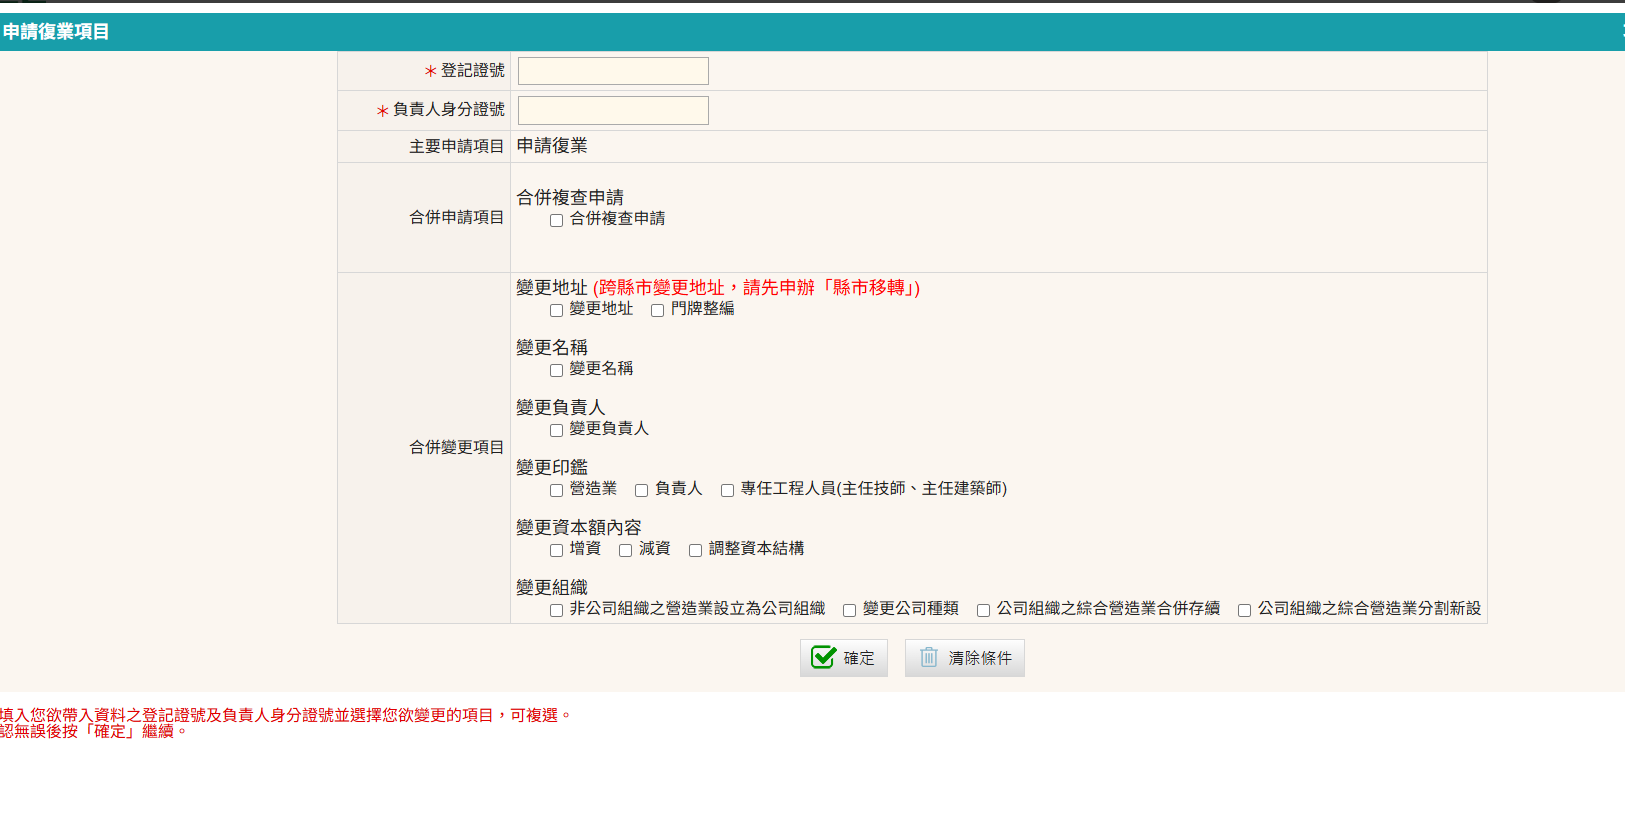 申請復業項目
＊登記證號
＊負責人身分證號
主要申請項目 申請復業
合併申請項目
合併複查申請
合併複查申請
合併變更項目
變更地址 (跨縣市變更地址，請先申辦「縣市移轉」)
變更地址 門牌整編
變更名稱
變更名稱
變更負責人
變更負責人
變更印鑑
營造業 負責人 專任工程人員(主任技師、主任建築師)
變更資本額內容
增資 減資 調整資本結構
變更組織
非公司組織之營造業設立為公司組織 變更公司種類 公司組織之綜合營造業合併存續 公司組織之綜合營造業分割新設
確定 清除條件
填入您欲帶入資料之登記證號及負責人身分證號並選擇您欲變更的項目，可複選。
認無誤後按「確定」繼續。